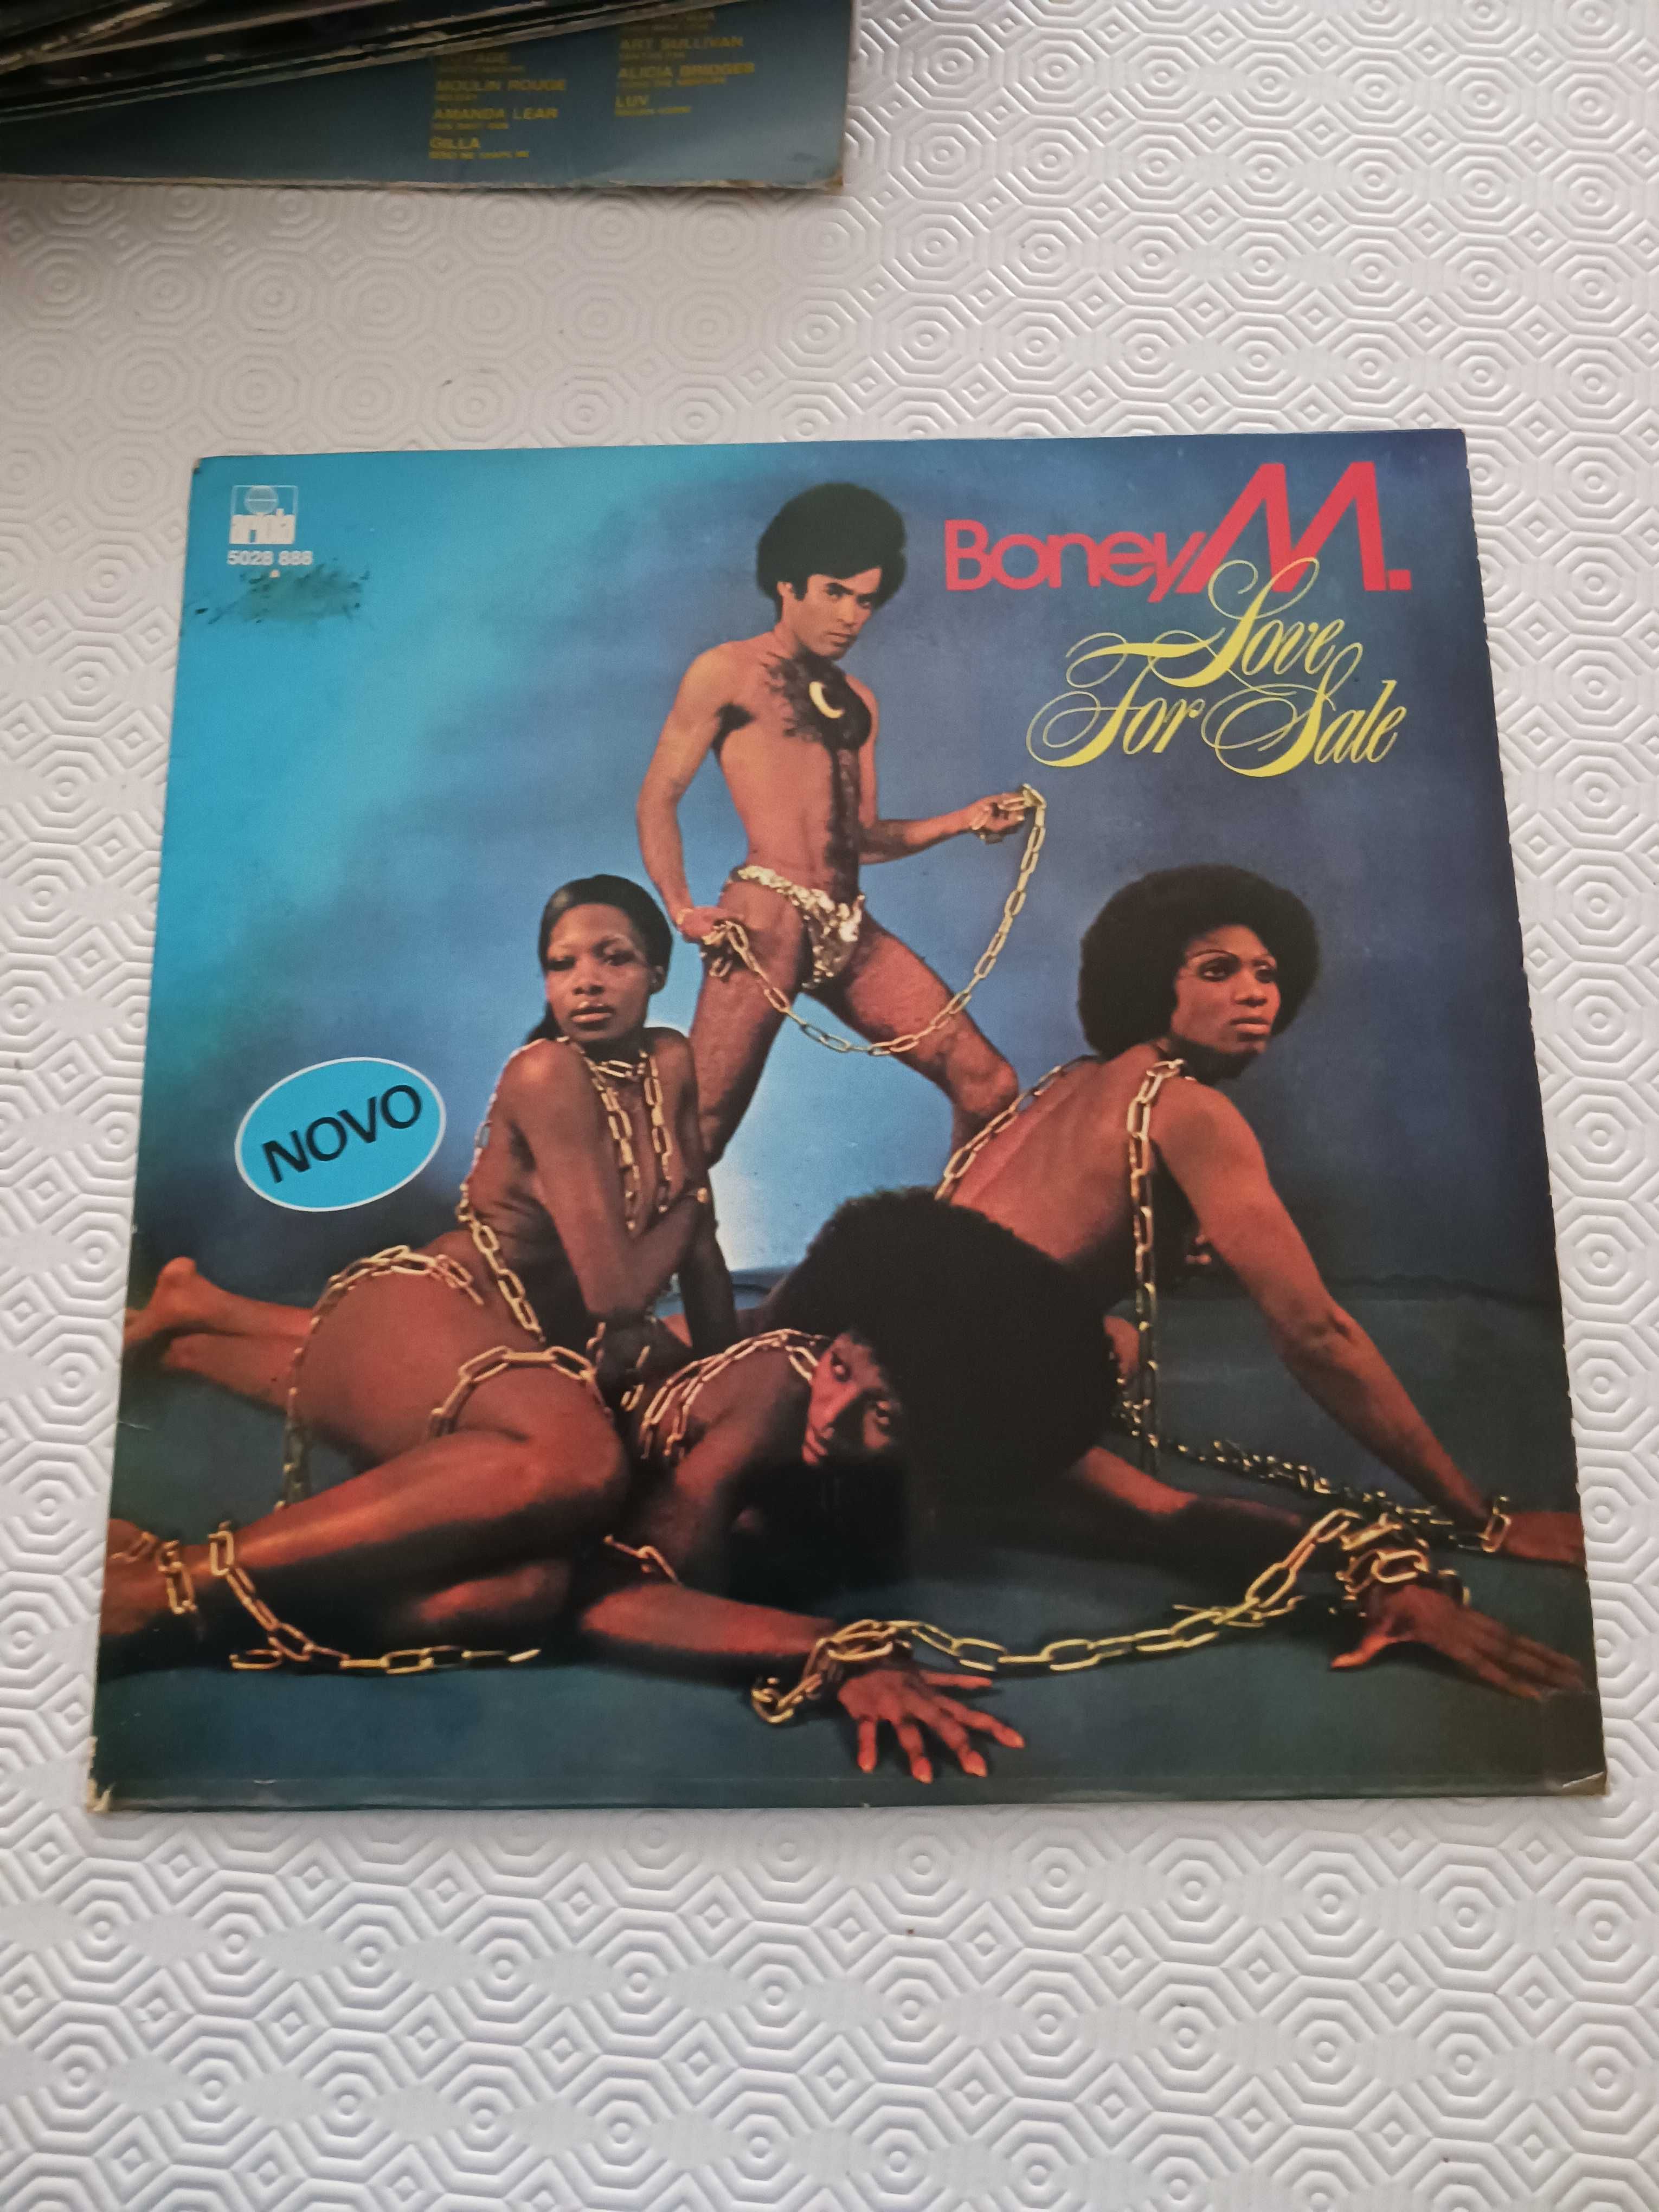 MOULIN ROUGE
AMANDA LEAR
GILLA
ART SULLIVAN
ALICIA BRIDGES
LUV
ariola
5028 888
Boney M.
Love
For Sale
NOVO